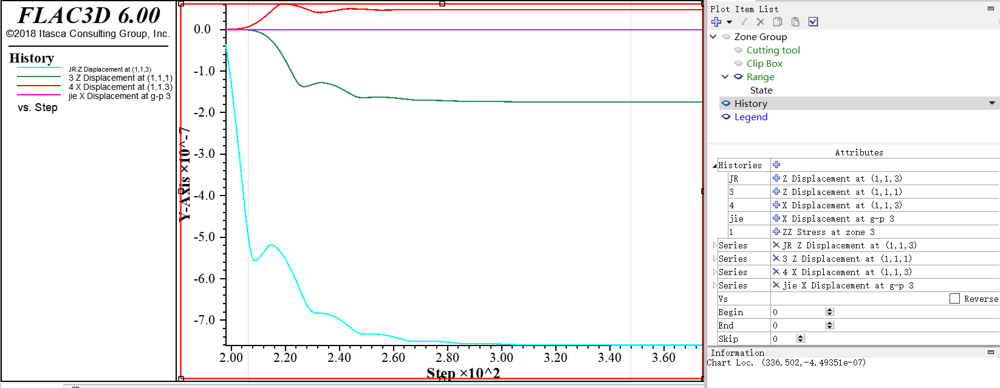 FLAC3D 6.00
©2018 Itasca Consulting Group, Inc.
History
JR Z Displacement at (1,1,3)
3 Z Displacement at (1,1,1)
4 X Displacement at (1,1,3)
jie X Displacement at g-p 3
vs. Step
Y-Axis ×10^-7
0.0
-1.0
-2.0
-3.0
-4.0
-5.0
-6.0
-7.0
2.00 2.20 2.40 2.60 2.80 3.00 3.20 3.40 3.60
Step ×10^2
Plot Item List
Zone Group
Cutting tool
Clip Box
Range
State
History
Legend
Attributes
Histories
JR Z Displacement at (1,1,3)
3 Z Displacement at (1,1,1)
4 X Displacement at (1,1,3)
jie X Displacement at g-p 3
1 ZZ Stress at zone 3
Series JR Z Displacement at (1,1,3)
Series 3 Z Displacement at (1,1,1)
Series 4 X Displacement at (1,1,3)
Series jie X Displacement at g-p 3
Vs Reverse
Begin 0
End 0
Skip 0
Information
Chart Loc. (336.502,-4.49351e-07)